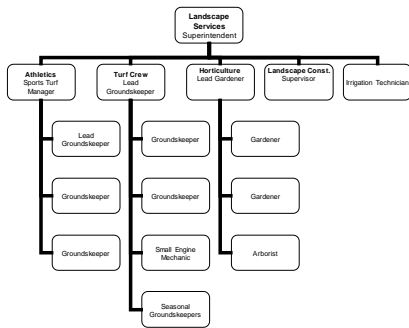 Landscape
Services
Superintendent
Athletics
Sports Turf
Manager
Turf Crew
Lead
Groundskeeper
Horticulture
Lead Gardener
Landscape Const.
Supervisor
Irrigation Technician
Lead
Groundskeeper
Groundskeeper
Gardener
Groundskeeper
Groundskeeper
Gardener
Groundskeeper
Small Engine
Mechanic
Arborist
Seasonal
Groundskeepers